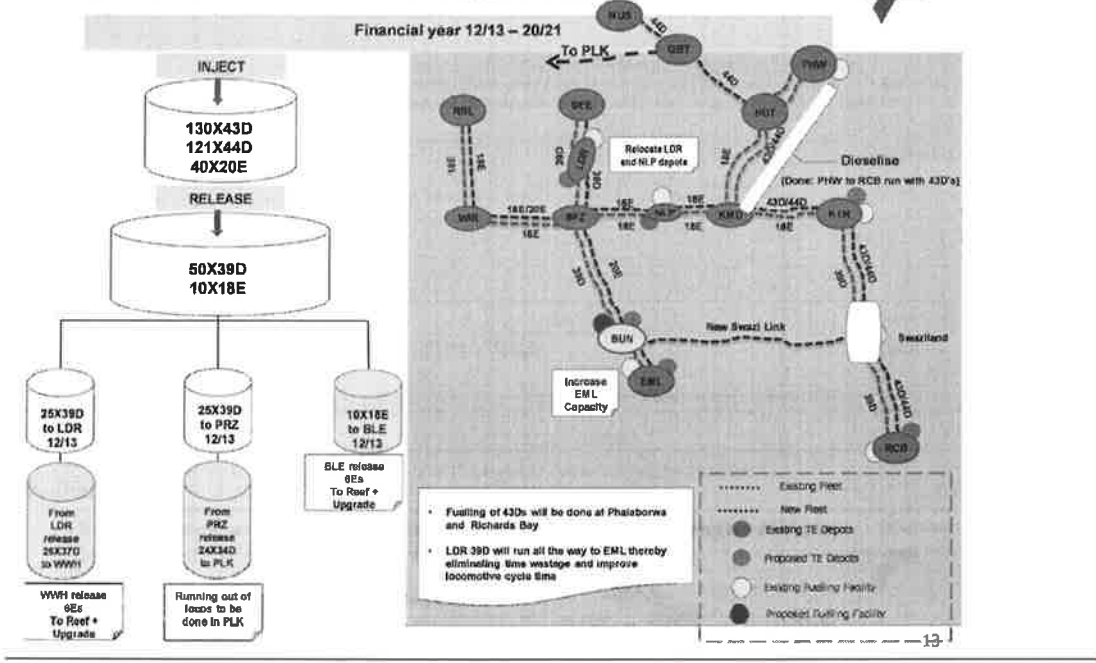 Financial year 12/13 – 20/21
INJECT
130X43D
121X44D
40X20E
RELEASE
50X39D
10X18E
25X39D
to LDR
12/13
25X39D
to PRZ
12/13
10X18E
to BLE
12/13
BLE release
6Es
To Reef +
Upgrade
From
LDR
release
to WWH
From
PRZ
release
24X34D
to PLK
WWH release
6Es
To Reef +
Upgrade
Running out of
locos to be
done in PLK
NUS
44D
To PLK
GBT
44D
PHW
HOT
18E
43D/44D
Relocate LDR
and NLP depots
Dieselise
(Done: PHW to RCB run with 43D's)
LDR
39D
18E
18E/20E
18E
18E
18E
NLP
18E
18E
KMD
43D/44D
18E
KTR
39D
43D/44D
39D
20E
BUN
New Swazi Link
Swaziland
Increase
EML
Capacity
EML
39D
43D/44D
RCB
• Fuelling of 43Ds will be done at Phalaborwa
and Richards Bay
• LDR 39D will run all the way to EML thereby
eliminating time wastage and improve
locomotive cycle time
Existing Fleet
New Fleet
Existing TE Depots
Proposed TE Depots
Existing Fuelling Facility
Proposed Fuelling Facility
13